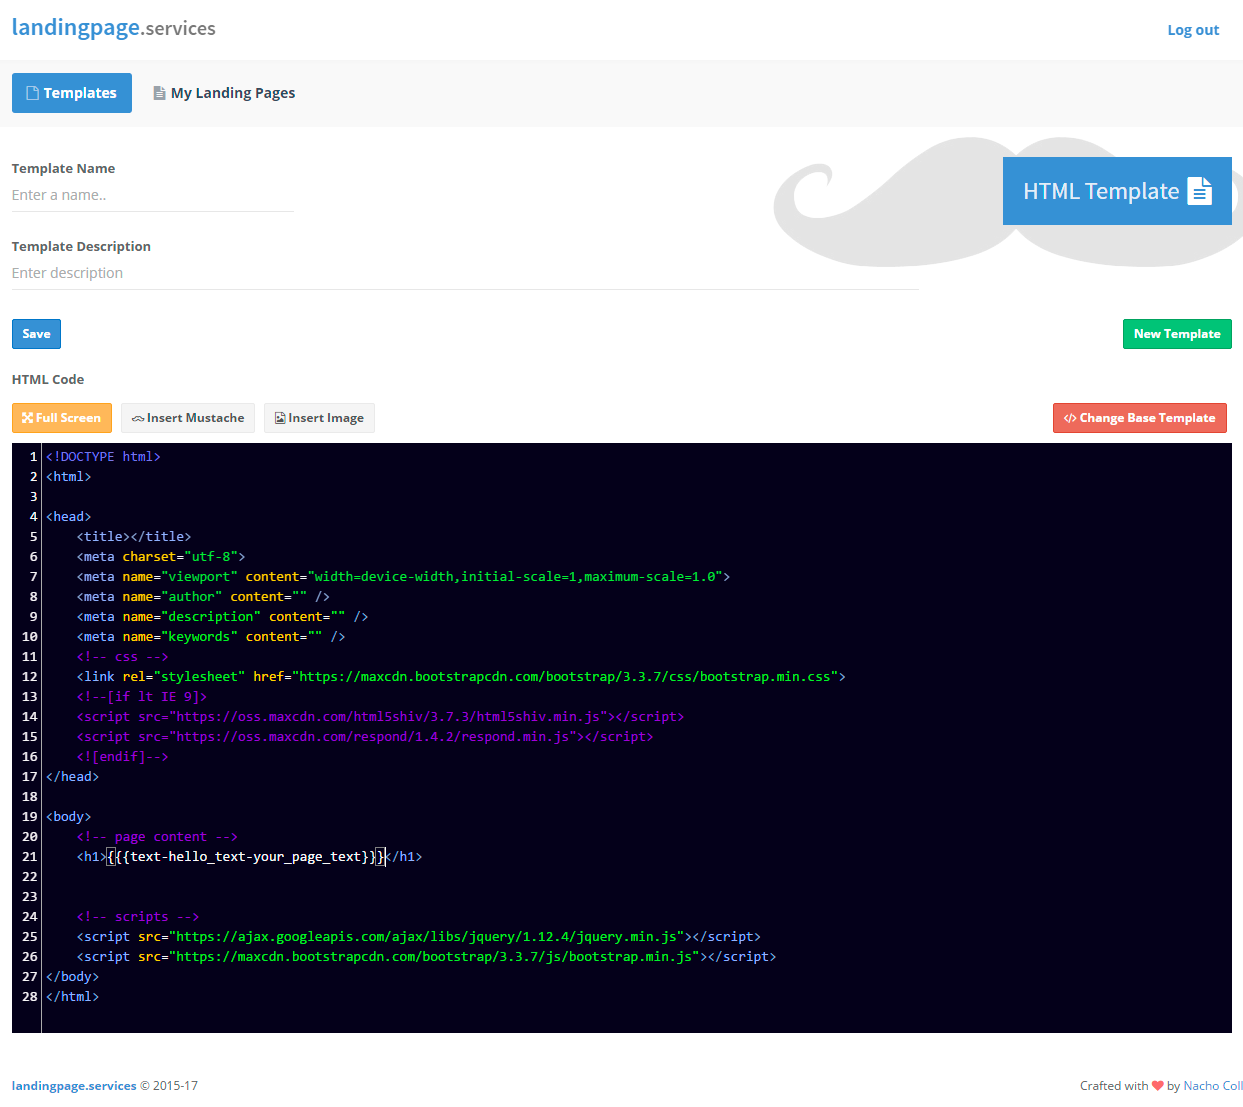 landingpage.services
Log out
Templates
My Landing Pages
Template Name
Enter a name..
HTML Template
Template Description
Enter description
Save
New Template
HTML Code
Full Screen
Insert Mustache
Insert Image
</> Change Base Template
1 <!DOCTYPE html>
2 <html>
3
4 <head>
5     <title></title>
6     <meta charset="utf-8">
7     <meta name="viewport" content="width=device-width,initial-scale=1,maximum-scale=1.0">
8     <meta name="author" content="" />
9     <meta name="description" content="" />
10     <meta name="keywords" content="" />
11     <!-- css -->
12     <link rel="stylesheet" href="https://maxcdn.bootstrapcdn.com/bootstrap/3.3.7/css/bootstrap.min.css">
13     <!--[if lt IE 9]>
14     <script src="https://oss.maxcdn.com/html5shiv/3.7.3/html5shiv.min.js"></script>
15     <script src="https://oss.maxcdn.com/respond/1.4.2/respond.min.js"></script>
16     <![endif]-->
17 </head>
18
19 <body>
20     <!-- page content -->
21     <h1>{{{text-hello_text-your_page_text}}}</h1>
22
23
24     <!-- scripts -->
25     <script src="https://ajax.googleapis.com/ajax/libs/jquery/1.12.4/jquery.min.js"></script>
26     <script src="https://maxcdn.bootstrapcdn.com/bootstrap/3.3.7/js/bootstrap.min.js"></script>
27 </body>
28 </html>
landingpage.services © 2015-17
Crafted with ❤ by Nacho Coll